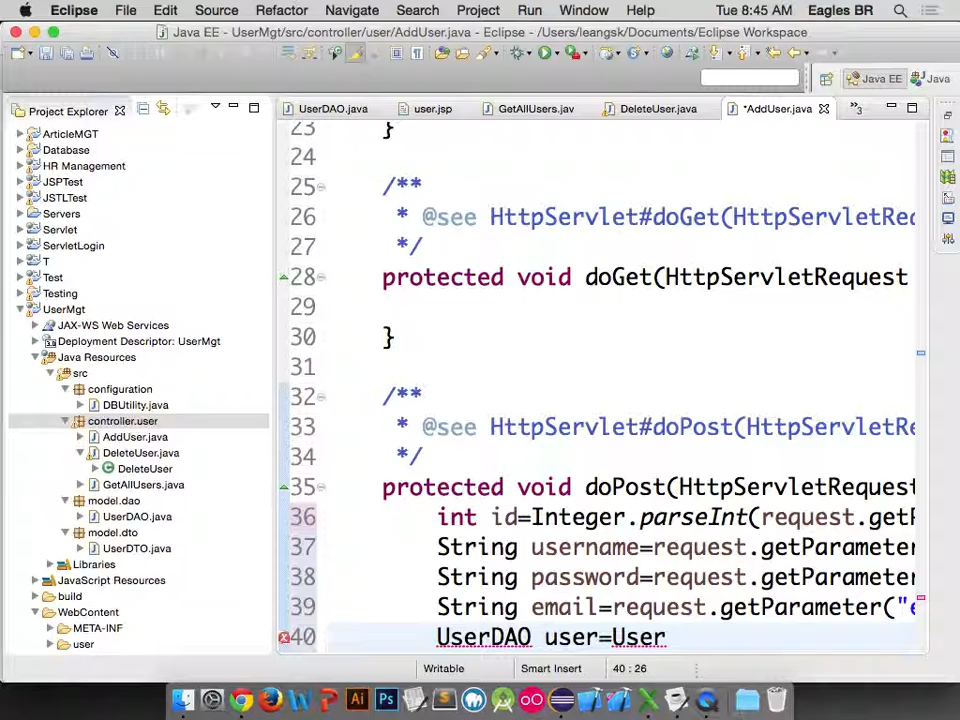 Eclipse File Edit Source Refactor Navigate Search Project Run Window Help Tue 8:45 AM Eagles BR
Java EE - UserMgt/src/controller/user/AddUser.java - Eclipse - /Users/leangsk/Documents/Eclipse Workspace
Java EE Java
Project Explorer
UserDAO.java user.jsp GetAllUsers.jav DeleteUser.java *AddUser.java »3
ArticleMGT
Database
HR Management
JSPTest
JSTLTest
Servers
Servlet
ServletLogin
T
Test
Testing
UserMgt
JAX-WS Web Services
Deployment Descriptor: UserMgt
Java Resources
src
configuration
DBUtility.java
controller.user
AddUser.java
DeleteUser.java
DeleteUser
GetAllUsers.java
model.dao
UserDAO.java
model.dto
UserDTO.java
Libraries
JavaScript Resources
build
WebContent
META-INF
user
23 }
24
25 /**
26 * @see HttpServlet#doGet(HttpServletReq
27 */
28 protected void doGet(HttpServletRequest
29
30 }
31
32 /**
33 * @see HttpServlet#doPost(HttpServletRe
34 */
35 protected void doPost(HttpServletRequest
36 int id=Integer.parseInt(request.getP
37 String username=request.getParameter
38 String password=request.getParameter
39 String email=request.getParameter("e
40 UserDAO user=User
Writable Smart Insert 40 : 26